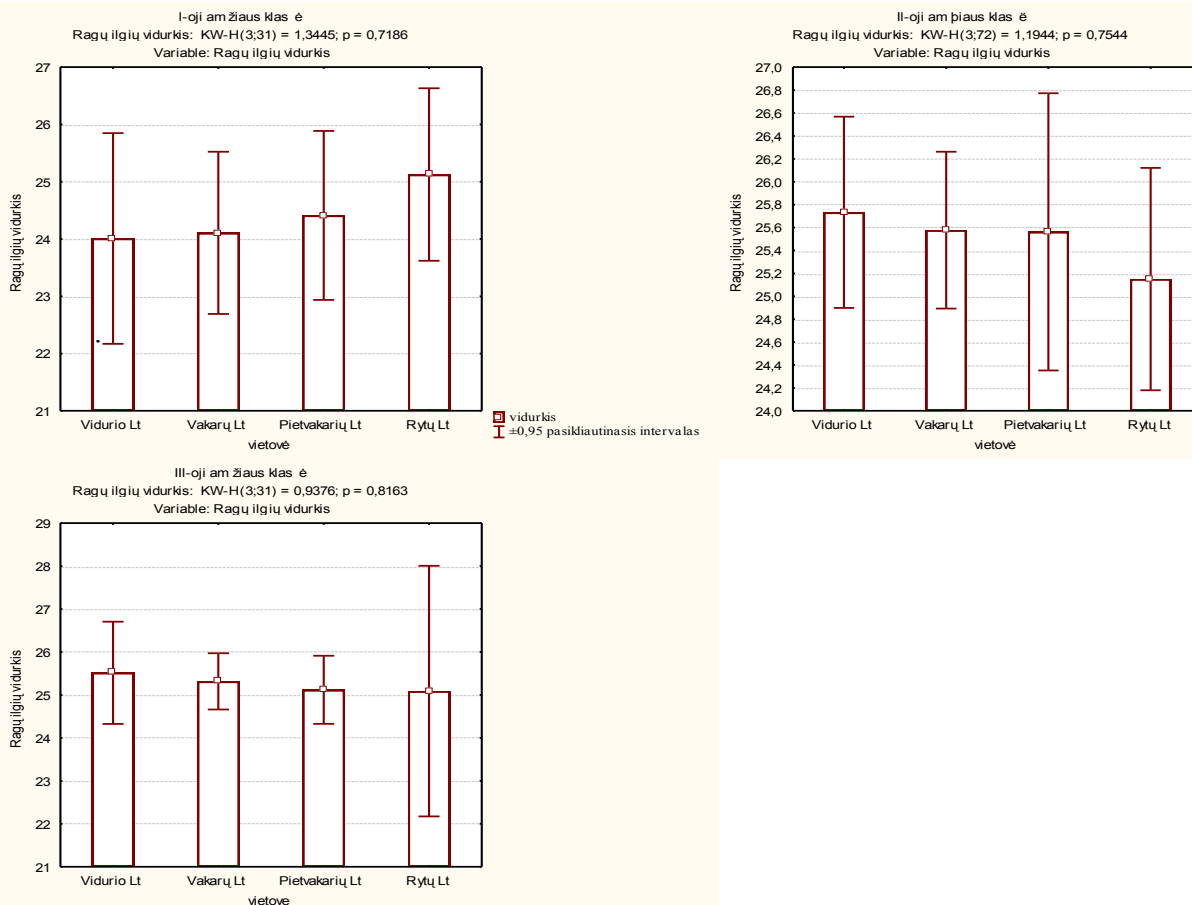 I-oji am žiaus klas ė
Ragų ilgių vidurkis: KW-H(3;31) = 1,3445; p = 0,7186
Variable: Ragų ilgių vidurkis
27
26
25
24
23
22
21
Ragų ilgių vidurkis
Vidurio Lt Vakarų Lt Pietvakarių Lt Rytų Lt
vietovė
vidurkis
±0,95 pasikliautinasis intervalas
II-oji am þiaus klas ë
Ragų ilgių vidurkis: KW-H(3;72) = 1,1944; p = 0,7544
Variable: Ragų ilgių vidurkis
27,0
26,8
26,6
26,4
26,2
26,0
25,8
25,6
25,4
25,2
25,0
24,8
24,6
24,4
24,2
24,0
Ragų ilgių vidurkis
Vidurio Lt Vakarų Lt Pietvakarių Lt Rytų Lt
vietovė
III-oji am žiaus klas ė
Ragų ilgių vidurkis: KW-H(3;31) = 0,9376; p = 0,8163
Variable: Ragų ilgių vidurkis
29
28
27
26
25
24
23
22
21
Ragų ilgių vidurkis
Vidurio Lt Vakarų Lt Pietvakarių Lt Rytų Lt
vietovė